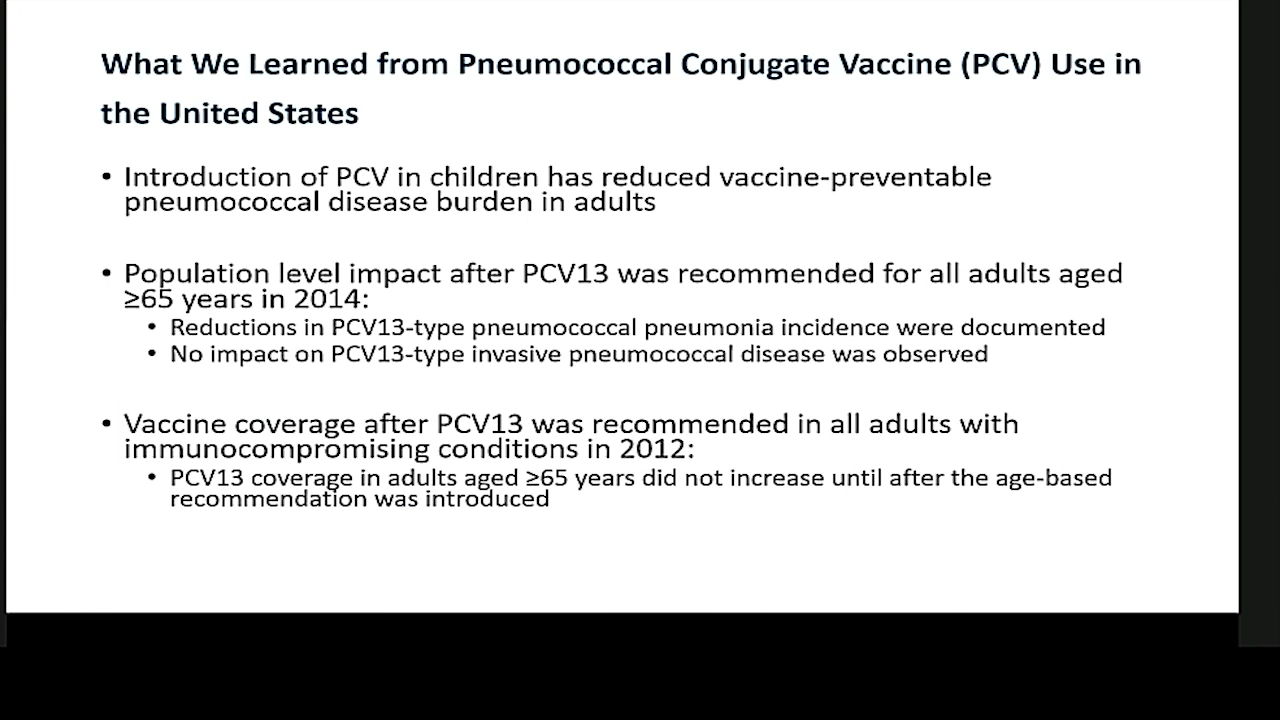 What We Learned from Pneumococcal Conjugate Vaccine (PCV) Use in
the United States
• Introduction of PCV in children has reduced vaccine-preventable
pneumococcal disease burden in adults
• Population level impact after PCV13 was recommended for all adults aged
≥65 years in 2014:
• Reductions in PCV13-type pneumococcal pneumonia incidence were documented
• No impact on PCV13-type invasive pneumococcal disease was observed
• Vaccine coverage after PCV13 was recommended in all adults with
immunocompromising conditions in 2012:
• PCV13 coverage in adults aged ≥65 years did not increase until after the age-based
recommendation was introduced